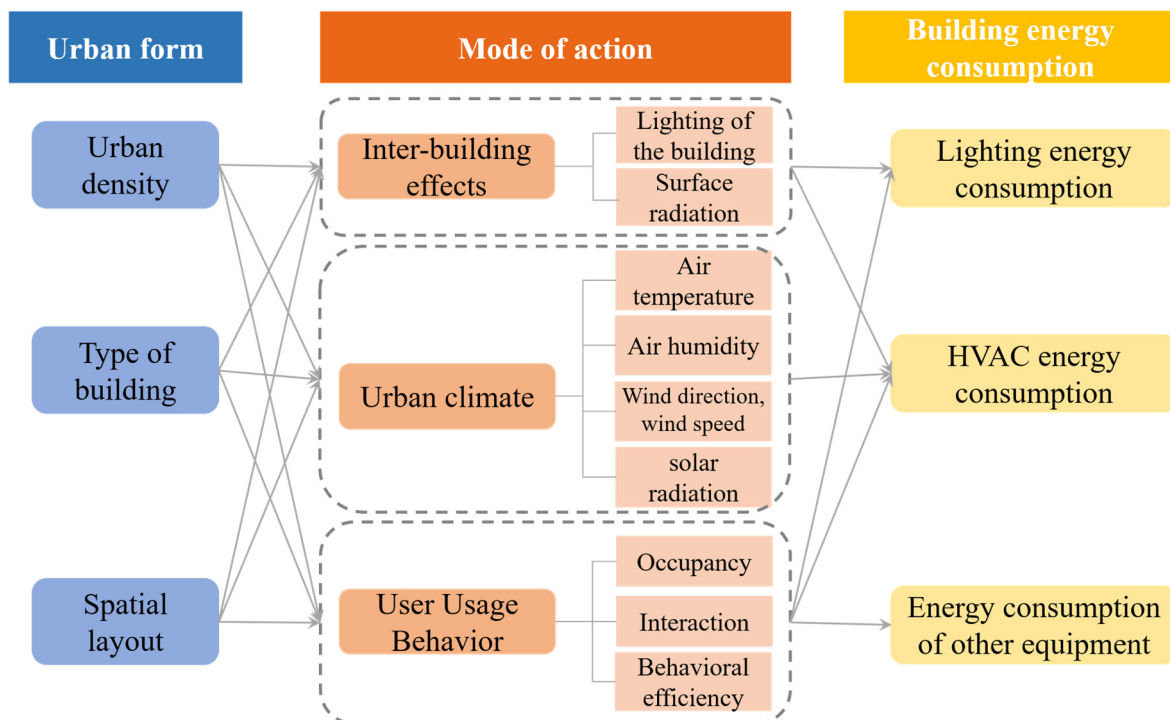 Urban form
Mode of action
Building energy
consumption
Urban
density
Type of
building
Spatial
layout
Inter-building
effects
Lighting of
the building
Surface
radiation
Urban climate
Air
temperature
Air humidity
Wind direction,
wind speed
solar
radiation
User Usage
Behavior
Occupancy
Interaction
Behavioral
efficiency
Lighting energy
consumption
HVAC energy
consumption
Energy consumption
of other equipment